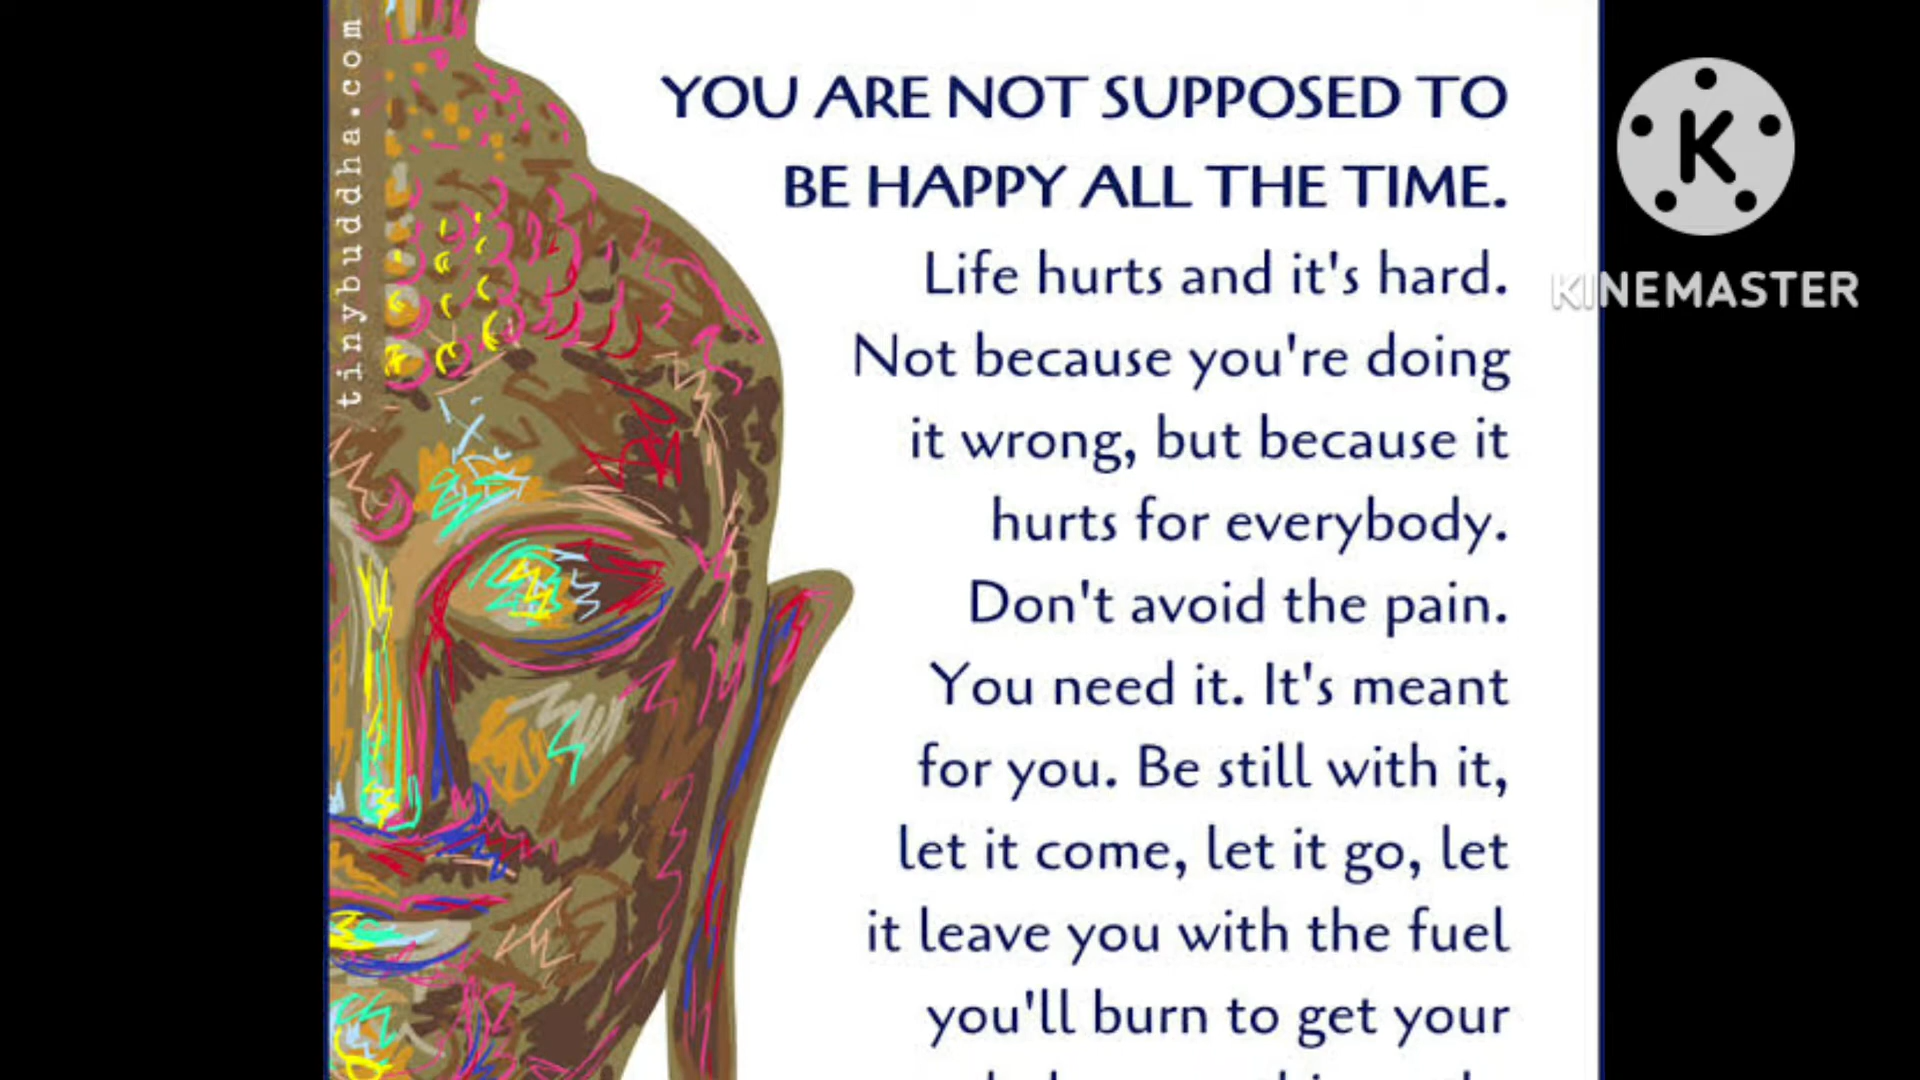 tinybuddha.com
YOU ARE NOT SUPPOSED TO
BE HAPPY ALL THE TIME.
Life hurts and it's hard.
Not because you're doing
it wrong, but because it
hurts for everybody.
Don't avoid the pain.
You need it. It's meant
for you. Be still with it,
let it come, let it go, let
it leave you with the fuel
you'll burn to get your
K
KINEMASTER